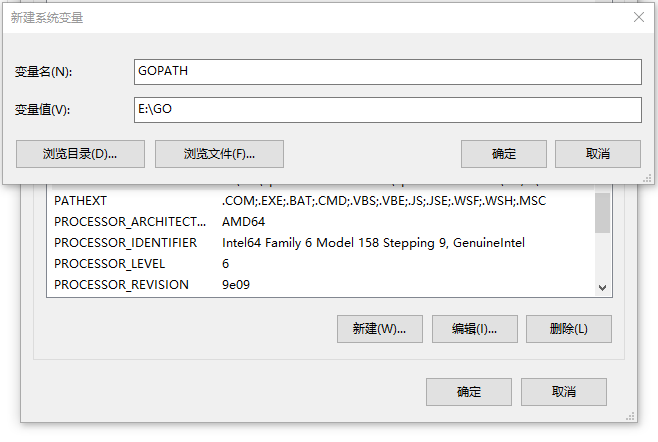 新建系统变量
变量名(N):
GOPATH
变量值(V):
E:\GO
浏览目录(D)...
浏览文件(F)...
确定
取消
PATHEXT .COM;.EXE;.BAT;.CMD;.VBS;.VBE;.JS;.JSE;.WSF;.WSH;.MSC
PROCESSOR_ARCHITECT... AMD64
PROCESSOR_IDENTIFIER Intel64 Family 6 Model 158 Stepping 9, GenuineIntel
PROCESSOR_LEVEL 6
PROCESSOR_REVISION 9e09
新建(W)...
编辑(I)...
删除(L)
确定
取消